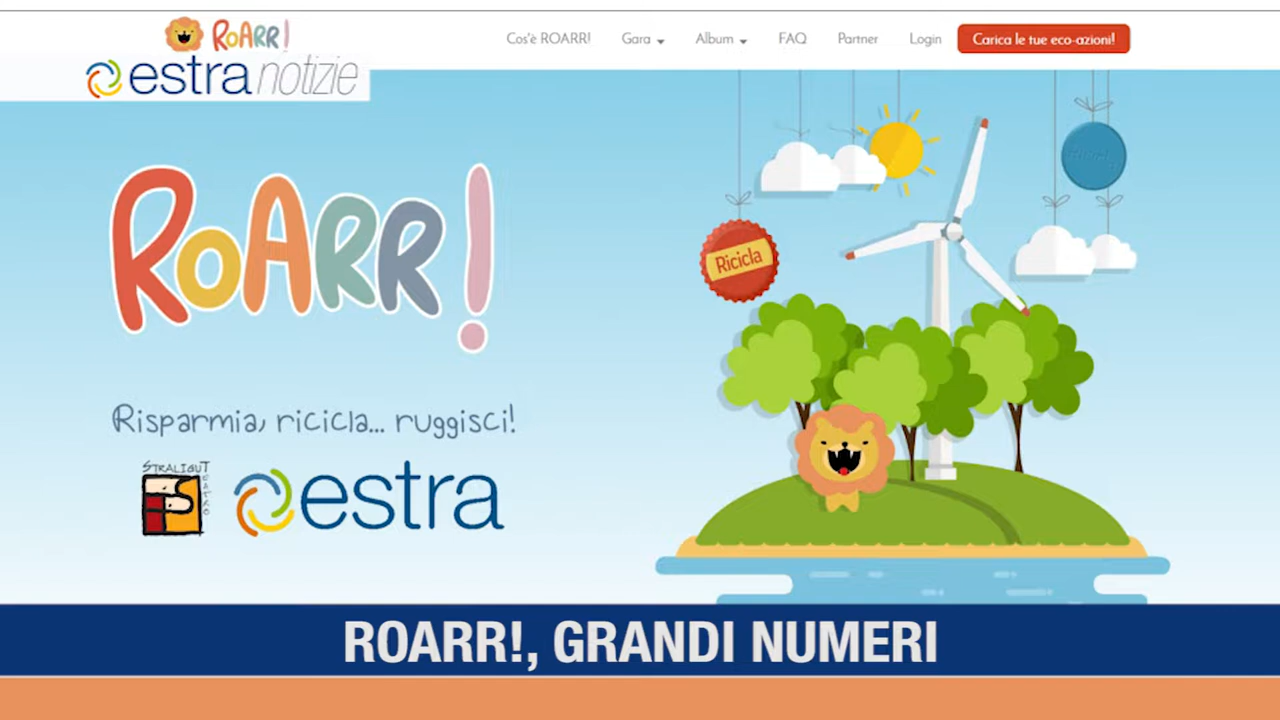 ROARR!
Cos'è ROARR!
Gara
Album
FAQ
Partner
Login
Carica le tue eco-azioni!
estra notizie
ROARR!
Ricicla
Risparmia, ricicla... ruggisci!
STRALIGUT
TEATRO
estra
ROARR!, GRANDI NUMERI